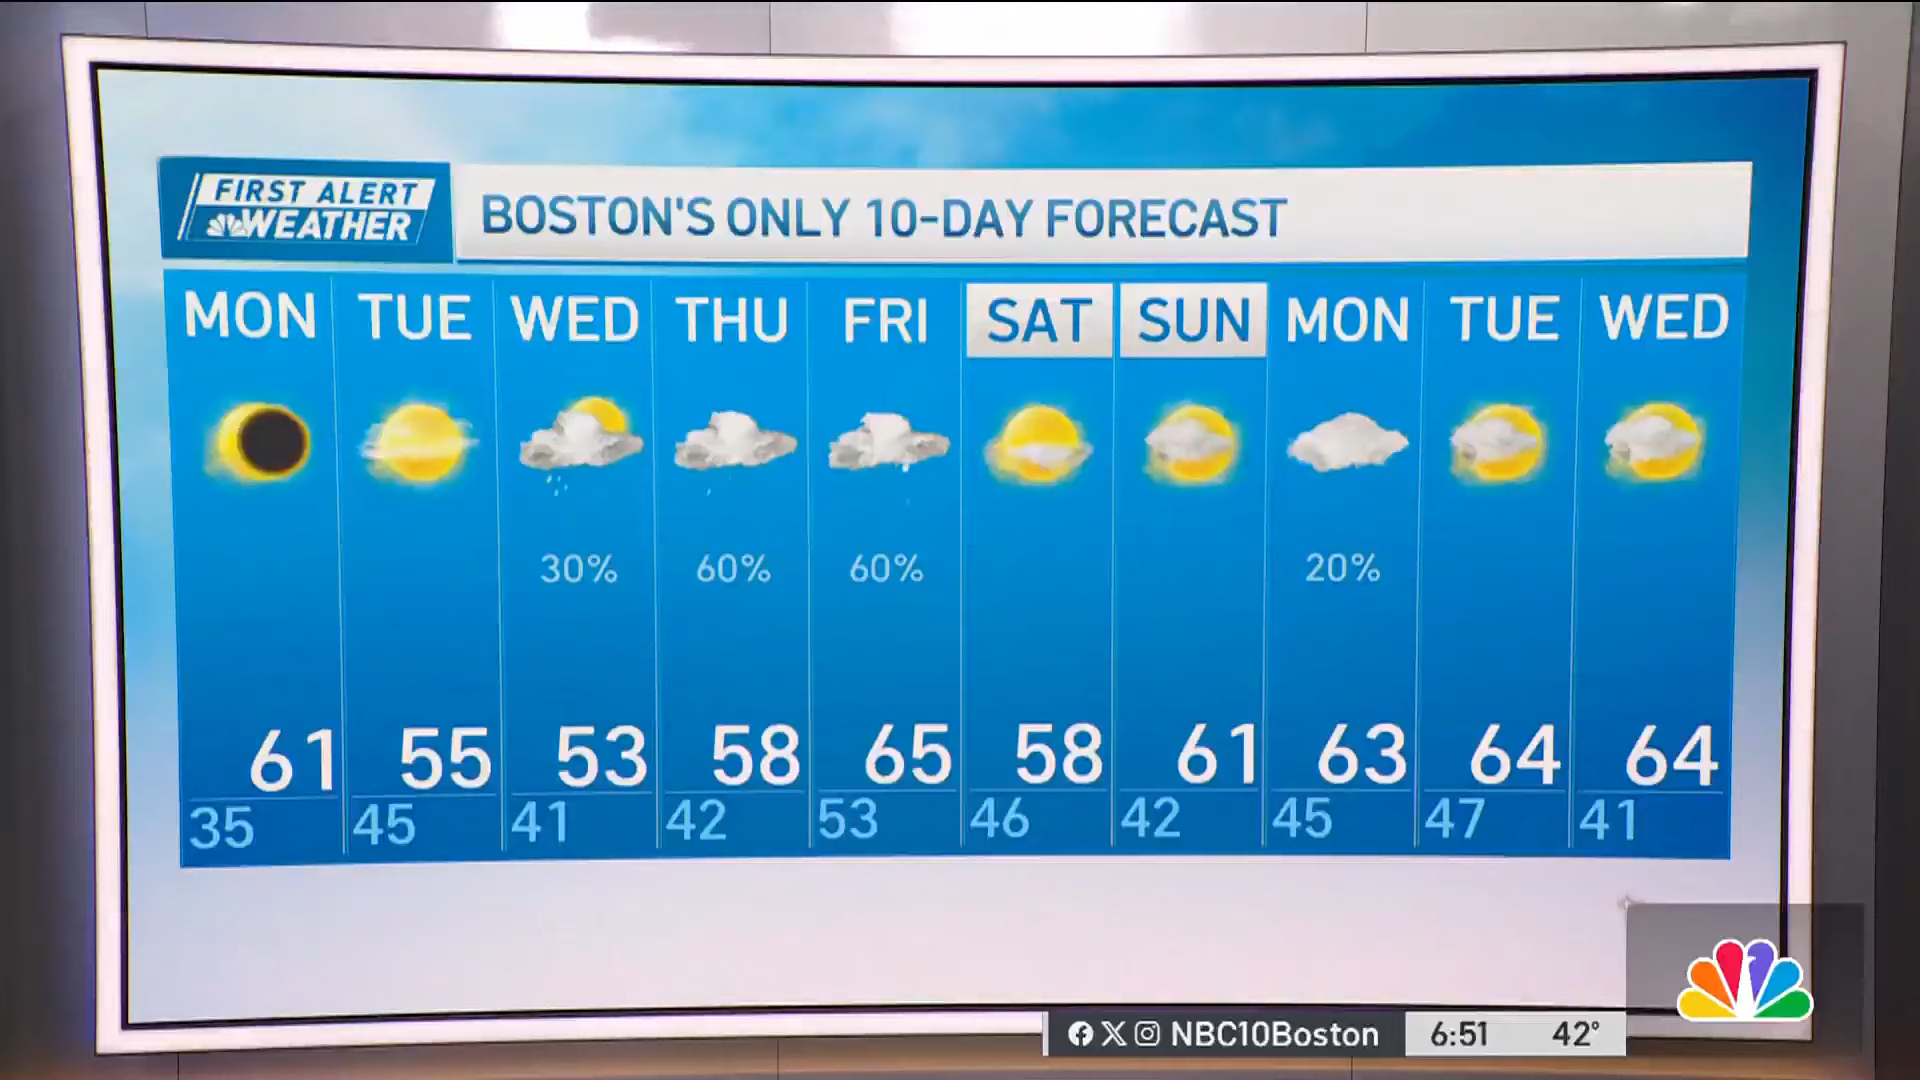 FIRST ALERT
WEATHER
BOSTON'S ONLY 10-DAY FORECAST
MON TUE WED THU FRI SAT SUN MON TUE WED
30% 60% 60% 20%
61 55 53 58 65 58 61 63 64 64
35 45 41 42 53 46 42 45 47 41
NBC10Boston 6:51 42°